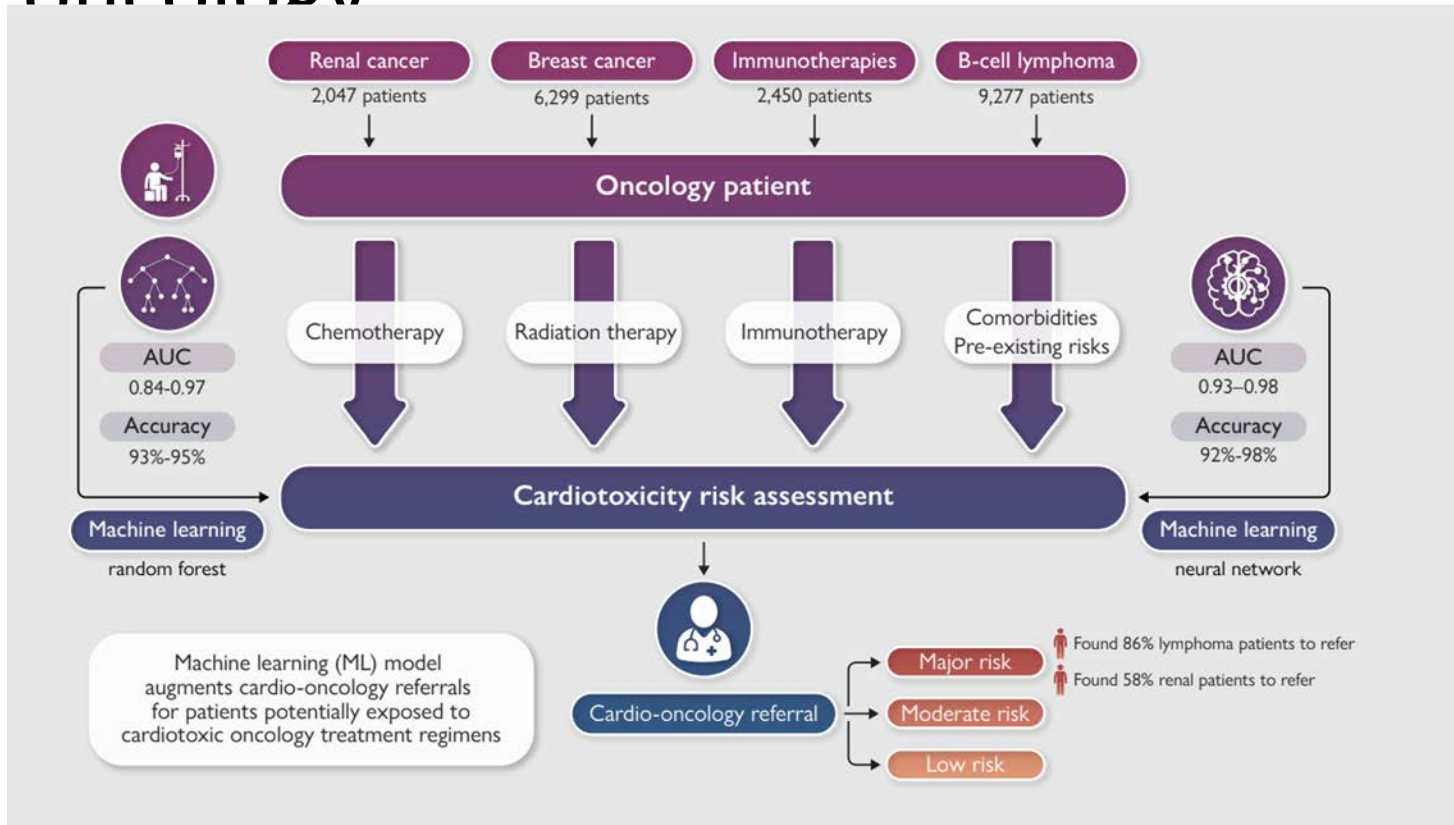 Renal cancer
2,047 patients
Breast cancer
6,299 patients
Immunotherapies
2,450 patients
B-cell lymphoma
9,277 patients
Oncology patient
Chemotherapy
Radiation therapy
Immunotherapy
Comorbidities
Pre-existing risks
AUC
0.84-0.97
Accuracy
93%-95%
AUC
0.93–0.98
Accuracy
92%-98%
Cardiotoxicity risk assessment
Machine learning
random forest
Machine learning
neural network
Machine learning (ML) model
augments cardio-oncology referrals
for patients potentially exposed to
cardiotoxic oncology treatment regimens
Cardio-oncology referral
Major risk
Moderate risk
Low risk
Found 86% lymphoma patients to refer
Found 58% renal patients to refer